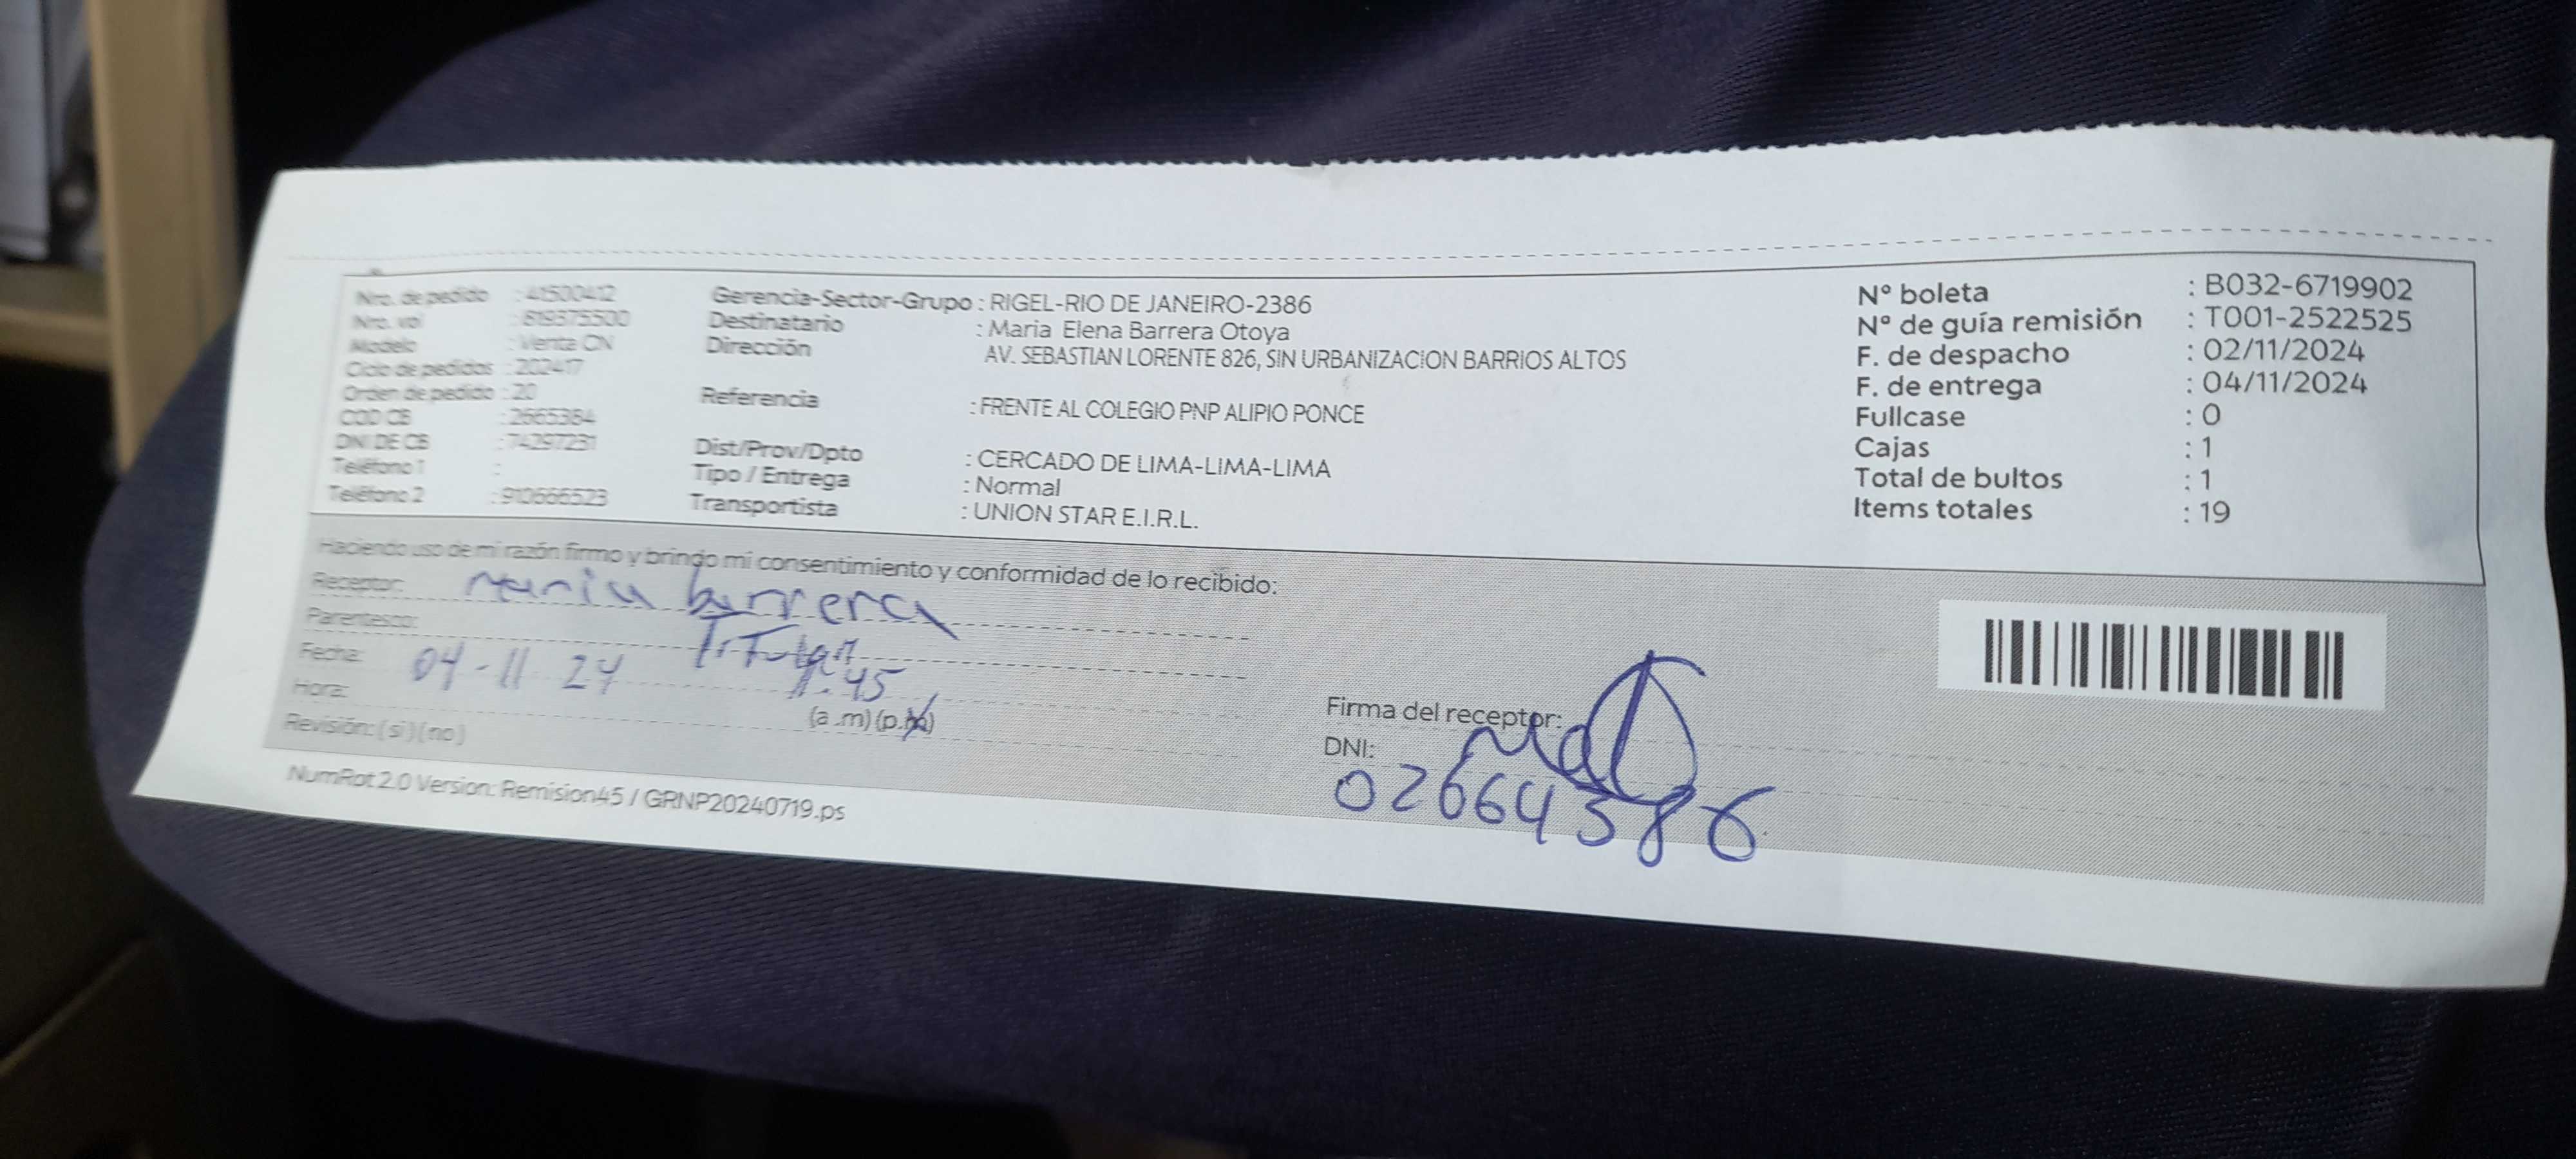 Nro. de pedido : 41500412
Nro. vol : 819375500
Modelo : Venta CN
Ciclo de pedidos : 202417
Orden de pedido : 20
COD CB : 2665384
DNI DE CB : 74297231
Teléfono 1 :
Teléfono 2 : 910666523
Gerencia-Sector-Grupo : RIGEL-RIO DE JANEIRO-2386
Destinatario : Maria Elena Barrera Otoya
Dirección AV. SEBASTIAN LORENTE 826, SIN URBANIZACION BARRIOS ALTOS
Referencia : FRENTE AL COLEGIO PNP ALIPIO PONCE
Dist/Prov/Dpto : CERCADO DE LIMA-LIMA-LIMA
Tipo / Entrega : Normal
Transportista : UNION STAR E.I.R.L.
N° boleta : B032-6719902
N° de guía remisión : T001-2522525
F. de despacho : 02/11/2024
F. de entrega : 04/11/2024
Fullcase : 0
Cajas : 1
Total de bultos : 1
Items totales : 19
Haciendo uso de mi razón firmo y brindo mi consentimiento y conformidad de lo recibido:
Receptor: Maria barrera
Parentesco: Titular
Fecha: 04-11 24
Hora: 45 (a .m) (p.m)
Revisión: ( si ) ( no )
Firma del receptor:
DNI: 02664386
NumRot 2.0 Version: Remision45 / GRNP20240719.ps